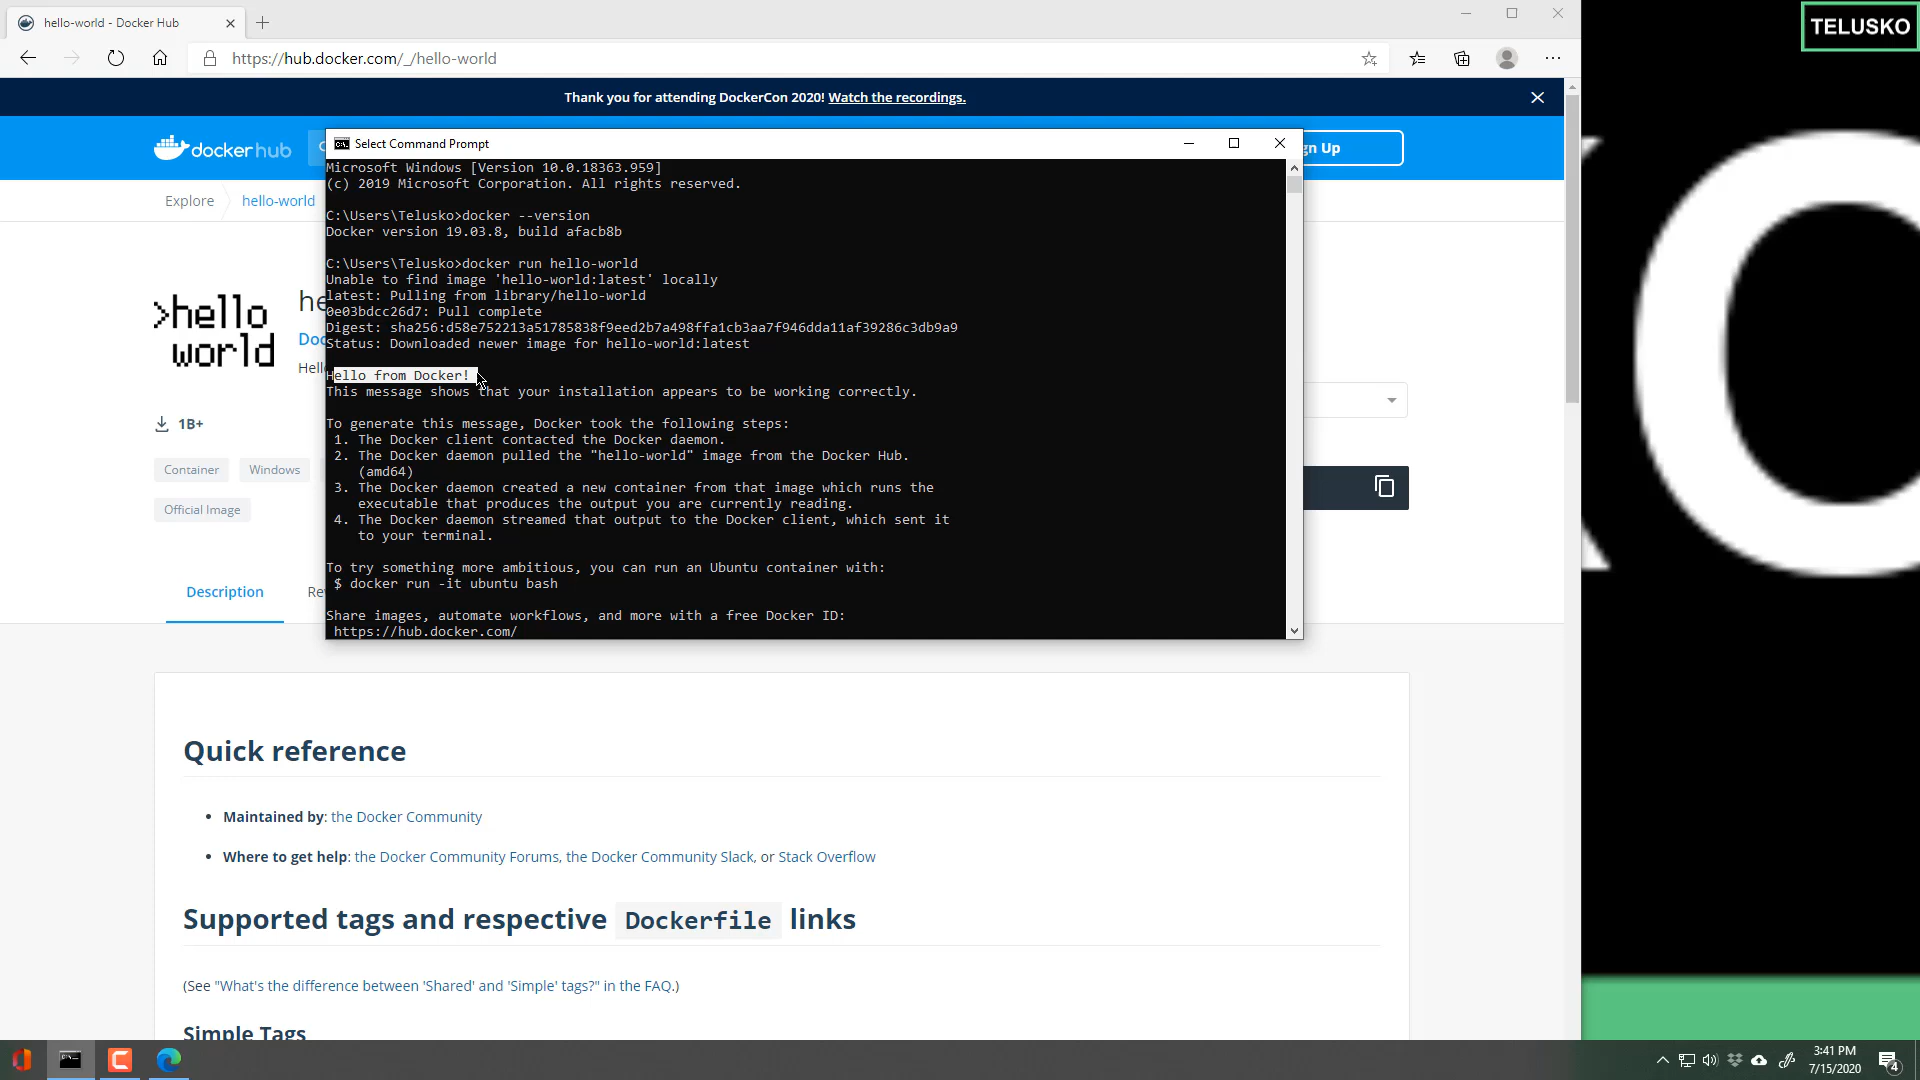 hello-world - Docker Hub
https://hub.docker.com/_/hello-world
TELUSKO
Thank you for attending DockerCon 2020! Watch the recordings.
docker hub
gn Up
Explore
hello-world
Select Command Prompt
Microsoft Windows [Version 10.0.18363.959]
(c) 2019 Microsoft Corporation. All rights reserved.
C:\Users\Telusko>docker --version
Docker version 19.03.8, build afacb8b
C:\Users\Telusko>docker run hello-world
Unable to find image 'hello-world:latest' locally
latest: Pulling from library/hello-world
0e03bdcc26d7: Pull complete
Digest: sha256:d58e752213a51785838f9eed2b7a498ffa1cb3aa7f946dda11af39286c3db9a9
Status: Downloaded newer image for hello-world:latest
Hello from Docker!
This message shows that your installation appears to be working correctly.
To generate this message, Docker took the following steps:
1. The Docker client contacted the Docker daemon.
2. The Docker daemon pulled the "hello-world" image from the Docker Hub.
(amd64)
3. The Docker daemon created a new container from that image which runs the
executable that produces the output you are currently reading.
4. The Docker daemon streamed that output to the Docker client, which sent it
to your terminal.
To try something more ambitious, you can run an Ubuntu container with:
$ docker run -it ubuntu bash
Share images, automate workflows, and more with a free Docker ID:
https://hub.docker.com/
>hello
world
he
Doc
Hell
1B+
Container
Windows
Official Image
Description
Re
Quick reference
• Maintained by: the Docker Community
• Where to get help: the Docker Community Forums, the Docker Community Slack, or Stack Overflow
Supported tags and respective Dockerfile links
(See "What's the difference between 'Shared' and 'Simple' tags?" in the FAQ.)
Simple Tags
3:41 PM
7/15/2020
4